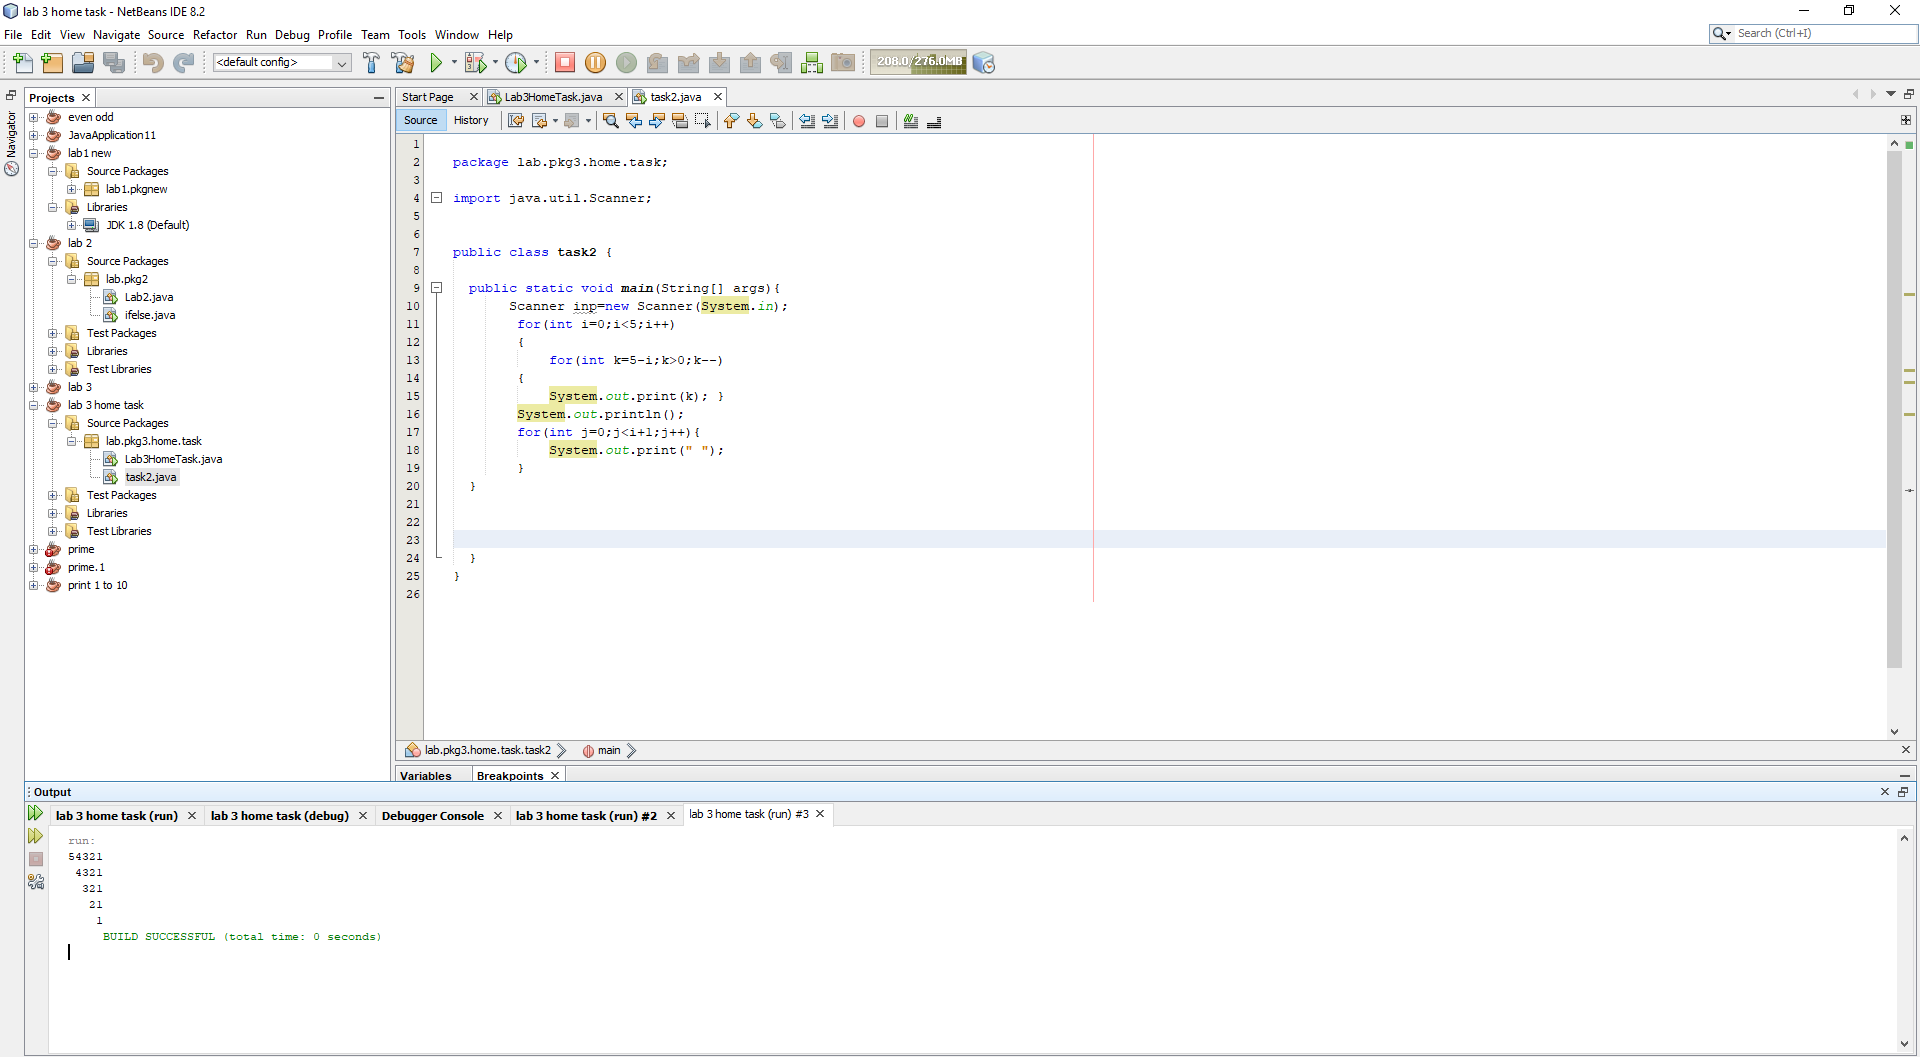 lab 3 home task - NetBeans IDE 8.2
File Edit View Navigate Source Refactor Run Debug Profile Team Tools Window Help
Search (Ctrl+I)
<default config>
208.0/276.0MB
Navigator
Projects
even odd
JavaApplication11
lab1 new
Source Packages
lab1.pkgnew
Libraries
JDK 1.8 (Default)
lab 2
Source Packages
lab.pkg2
Lab2.java
ifelse.java
Test Packages
Libraries
Test Libraries
lab 3
lab 3 home task
Source Packages
lab.pkg3.home.task
Lab3HomeTask.java
task2.java
Test Packages
Libraries
Test Libraries
prime
prime.1
print 1 to 10
Start Page Lab3HomeTask.java task2.java
Source History
1
2 package lab.pkg3.home.task;
3
4 import java.util.Scanner;
5
6
7 public class task2 {
8
9 public static void main(String[] args){
10 Scanner inp=new Scanner(System.in);
11 for(int i=0;i<5;i++)
12 {
13 for(int k=5-i;k>0;k--)
14 {
15 System.out.print(k); }
16 System.out.println();
17 for(int j=0;j<i+1;j++){
18 System.out.print(" ");
19 }
20 }
21
22
23
24 }
25 }
26
lab.pkg3.home.task.task2 main
Variables Breakpoints
Output
lab 3 home task (run) lab 3 home task (debug) Debugger Console lab 3 home task (run) #2 lab 3 home task (run) #3
run:
54321
4321
321
21
1
BUILD SUCCESSFUL (total time: 0 seconds)